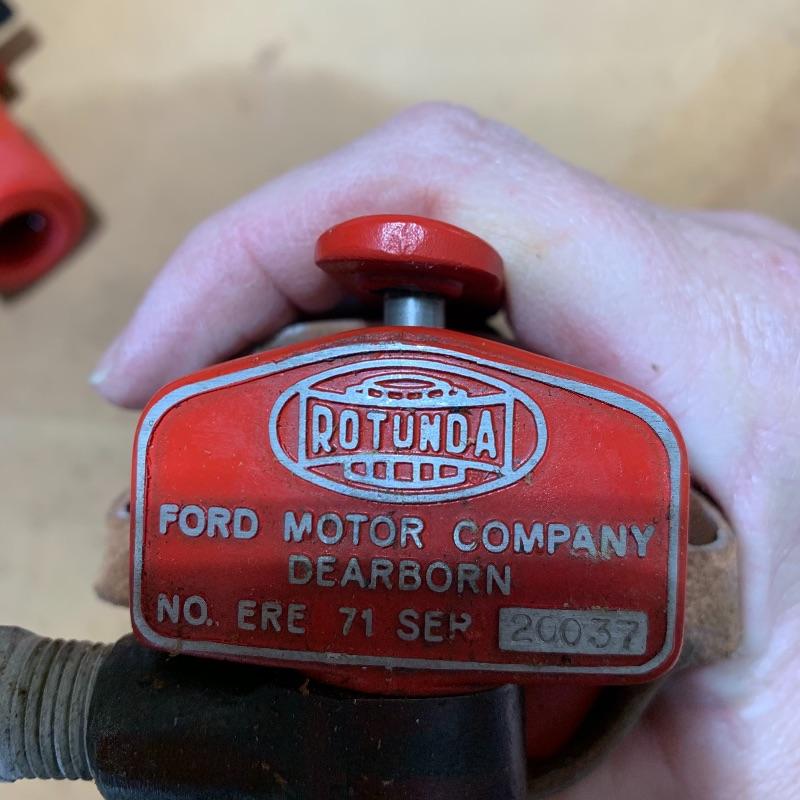 ROTUNDA
FORD MOTOR COMPANY
DEARBORN
NO. ERE 71 SER 20037